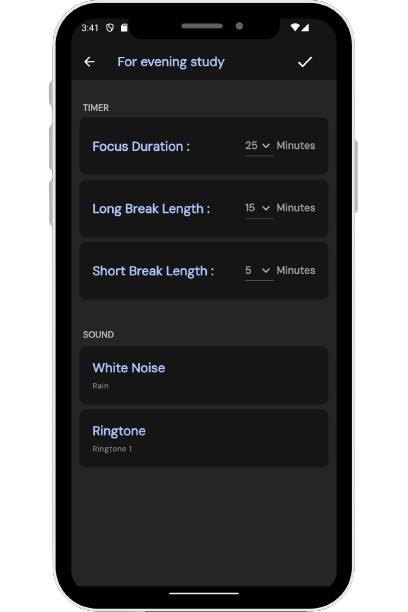 3:41
For evening study
TIMER
Focus Duration : 25 Minutes
Long Break Length : 15 Minutes
Short Break Length : 5 Minutes
SOUND
White Noise
Rain
Ringtone
Ringtone 1